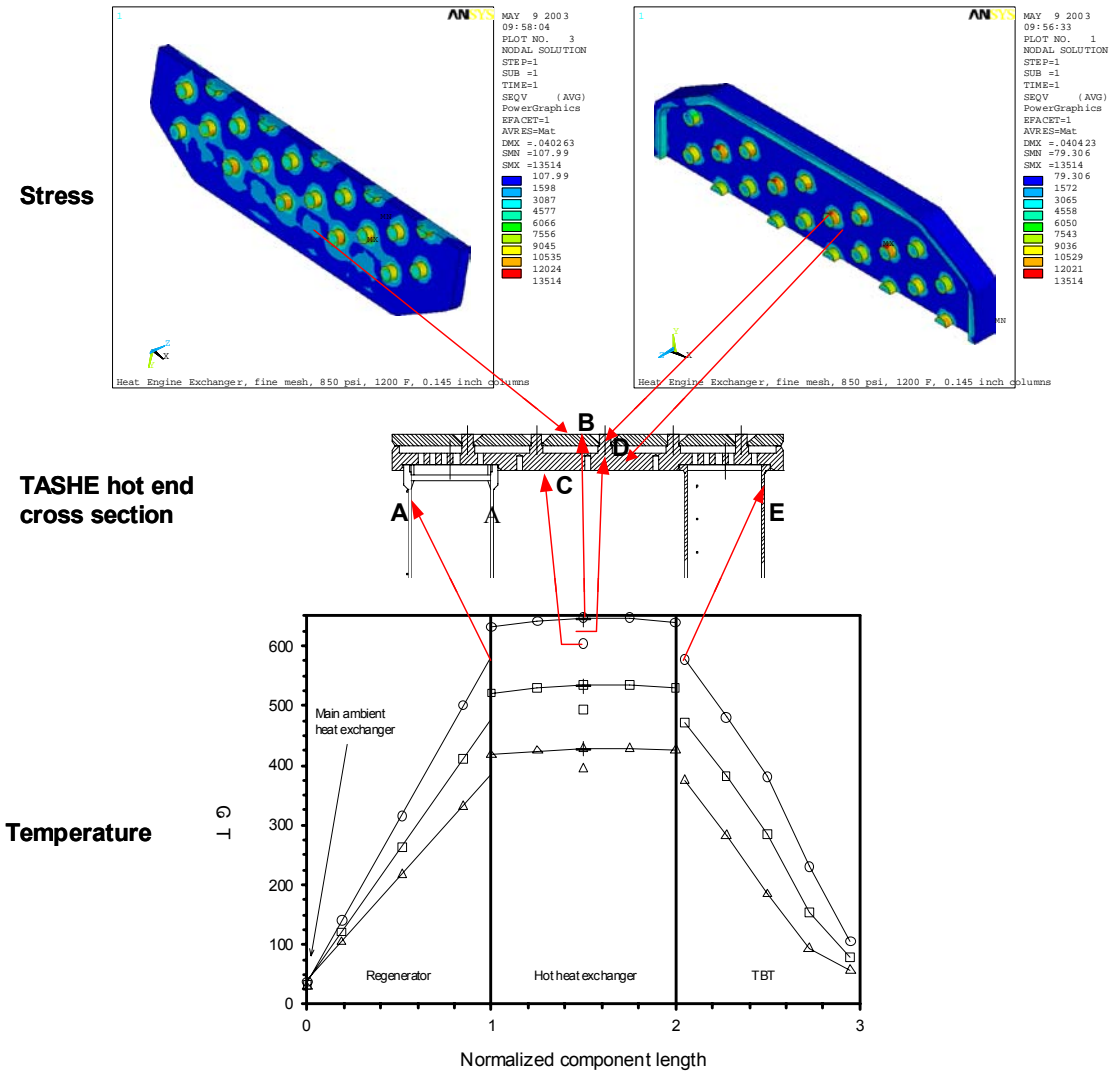 1
ANSYS
MAY 9 2003
09:58:04
PLOT NO. 3
NODAL SOLUTION
STEP=1
SUB =1
TIME=1
SEQV (AVG)
PowerGraphics
EFACET=1
AVRES=Mat
DMX =.040263
SMN =107.99
SMX =13514
107.99
1598
3087
4577
6066
7556
9045
10535
12024
13514
MX
Z
X
Heat Engine Exchanger, fine mesh, 850 psi, 1200 F, 0.145 inch columns
1
ANSYS
MAY 9 2003
09:56:33
PLOT NO. 1
NODAL SOLUTION
STEP=1
SUB =1
TIME=1
SEQV (AVG)
PowerGraphics
EFACET=1
AVRES=Mat
DMX =.040423
SMN =79.306
SMX =13514
79.306
1572
3065
4558
6050
7543
9036
10529
12021
13514
MX
MN
Y
Z
X
Heat Engine Exchanger, fine mesh, 850 psi, 1200 F, 0.145 inch columns
Stress
B
D
C
A
A
E
TASHE hot end
cross section
Temperature
G T
600
500
400
300
200
100
0
Main ambient
heat exchanger
Regenerator
Hot heat exchanger
TBT
0
1
2
3
Normalized component length